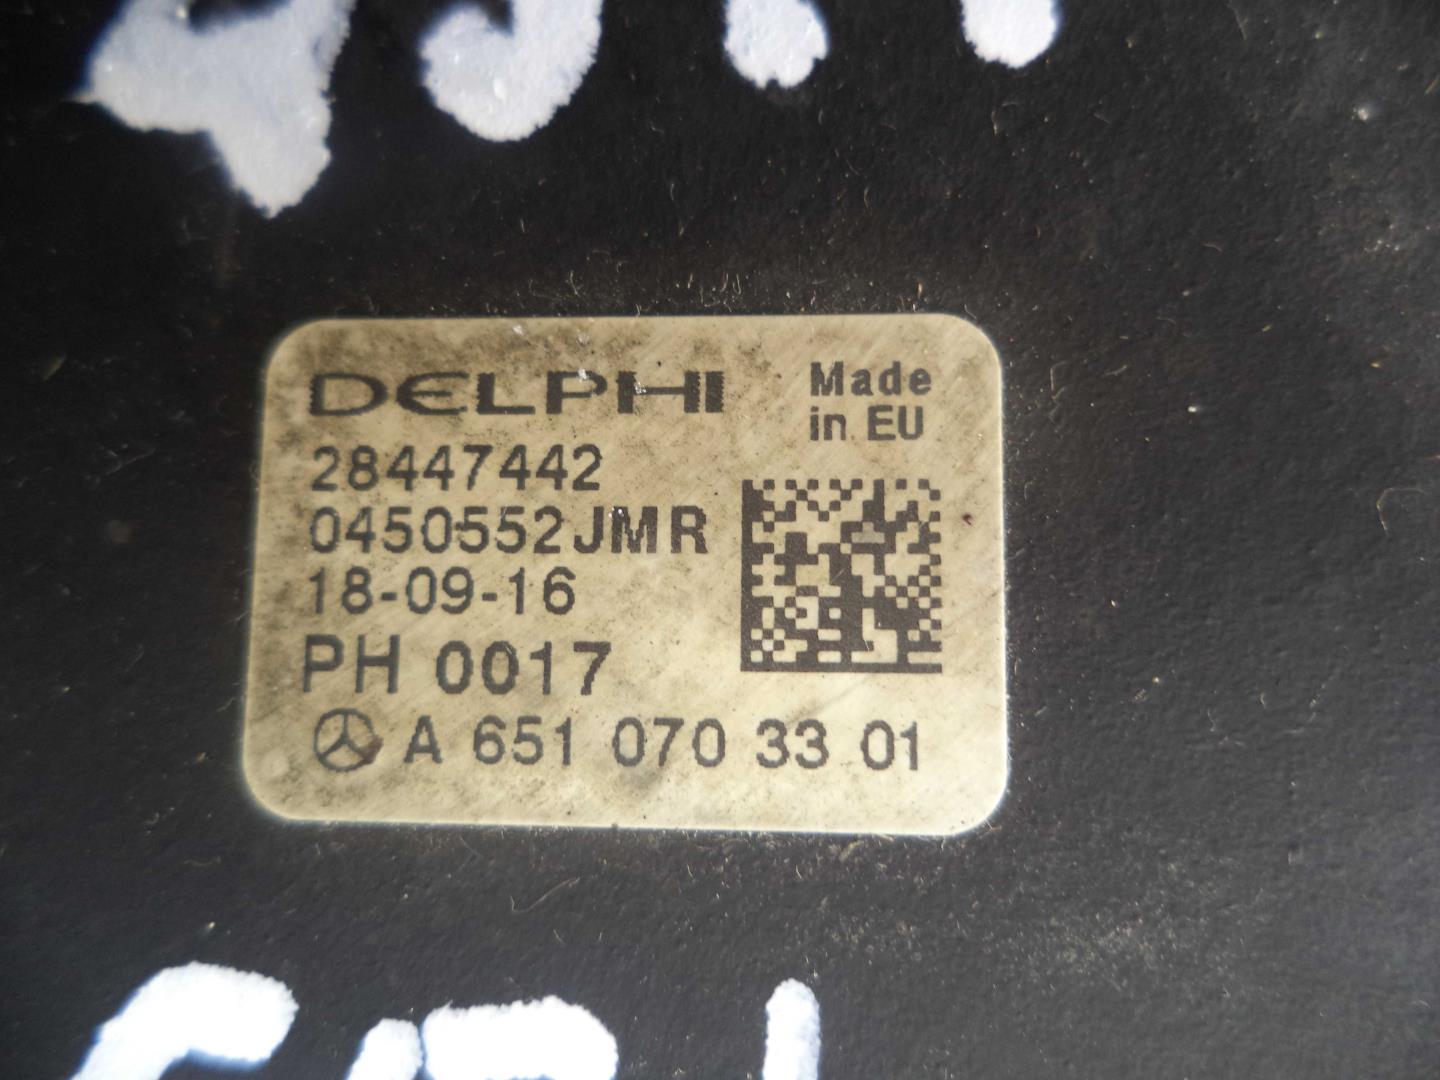 DELPHI
Made
in EU
28447442
0450552JMR
18-09-16
PH 0017
A 651 070 33 01